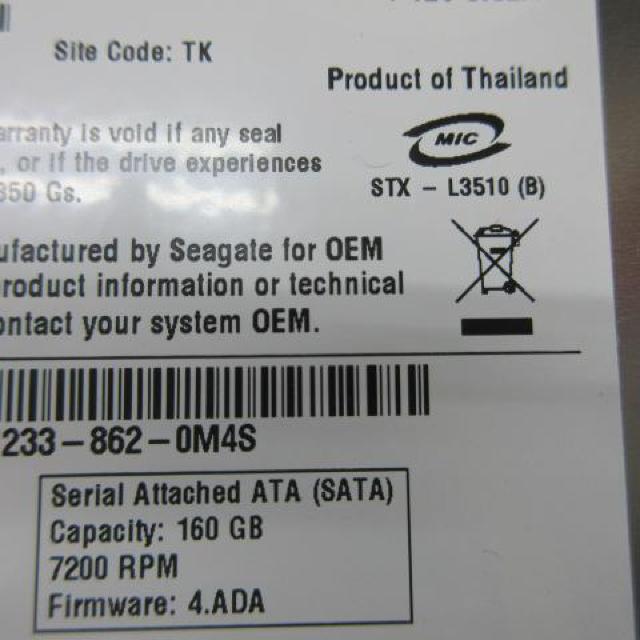 Site Code: TK
Product of Thailand
MIC
STX - L3510 (B)
arranty is void if any seal
, or if the drive experiences
350 Gs.
ufactured by Seagate for OEM
roduct information or technical
ontact your system OEM.
233-862-0M4S
Serial Attached ATA (SATA)
Capacity: 160 GB
7200 RPM
Firmware: 4.ADA